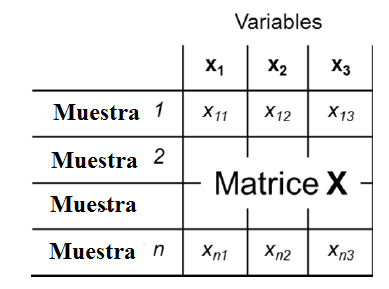 Variables
x1 x2 x3
Muestra 1 x11 x12 x13
Muestra 2
Matrice X
Muestra
Muestra n xn1 xn2 xn3